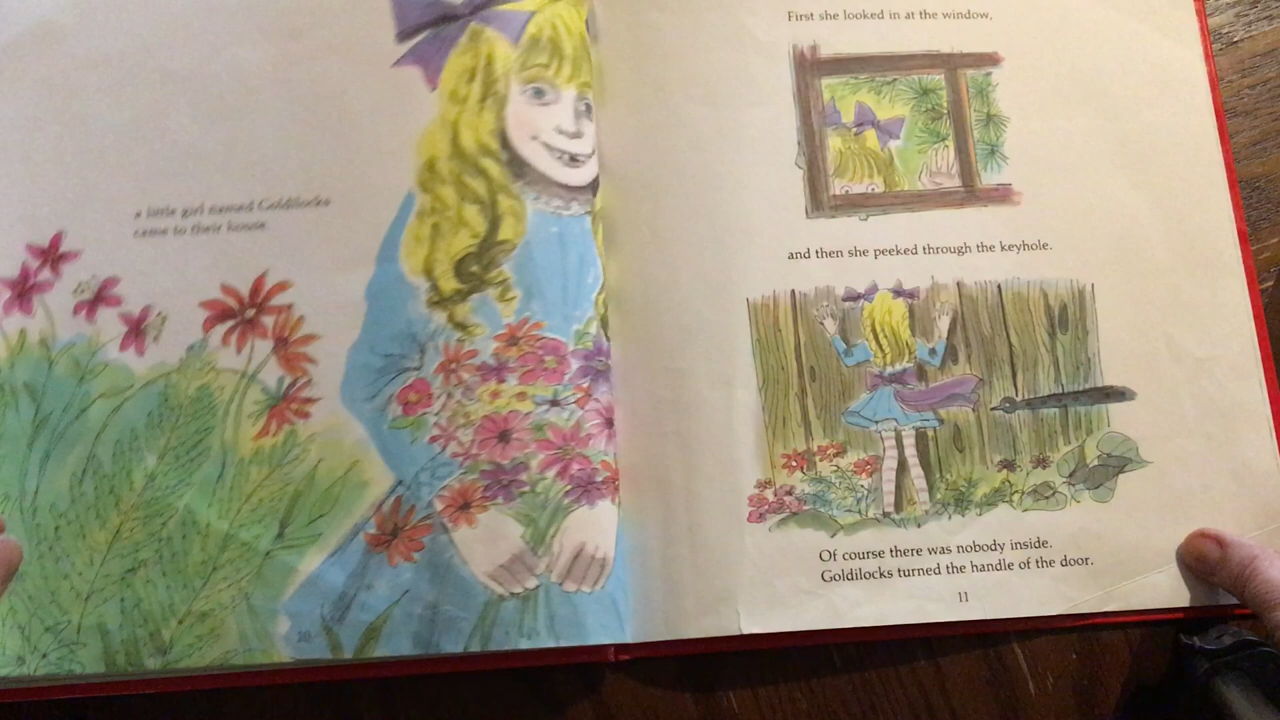 a little girl named Goldilocks
came to their house.
10
First she looked in at the window,
and then she peeked through the keyhole.
Of course there was nobody inside.
Goldilocks turned the handle of the door.
11